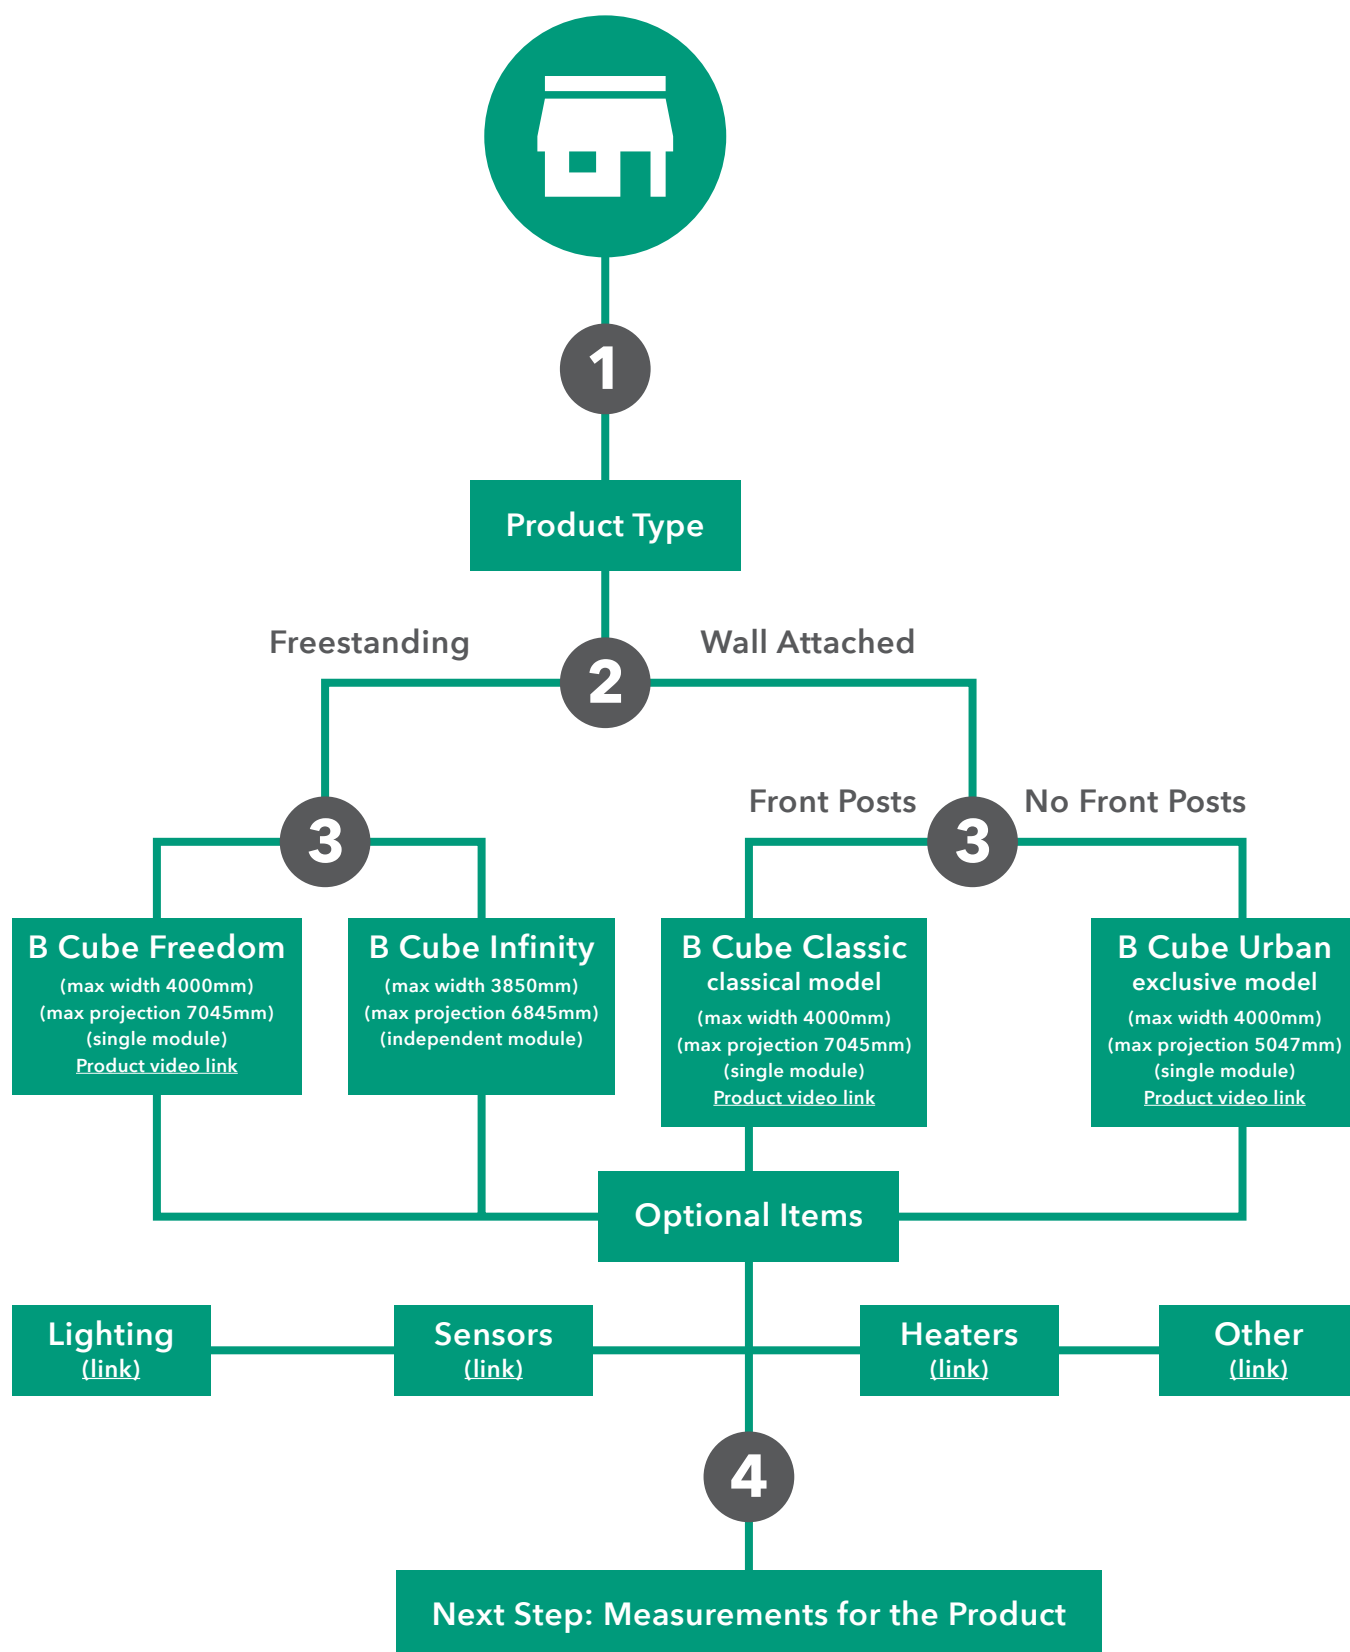 1
Product Type
Freestanding
Wall Attached
2
Front Posts
No Front Posts
3
3
B Cube Freedom
(max width 4000mm)
(max projection 7045mm)
(single module)
Product video link
B Cube Infinity
(max width 3850mm)
(max projection 6845mm)
(independent module)
B Cube Classic
classical model
(max width 4000mm)
(max projection 7045mm)
(single module)
Product video link
B Cube Urban
exclusive model
(max width 4000mm)
(max projection 5047mm)
(single module)
Product video link
Optional Items
Lighting
(link)
Sensors
(link)
Heaters
(link)
Other
(link)
4
Next Step: Measurements for the Product